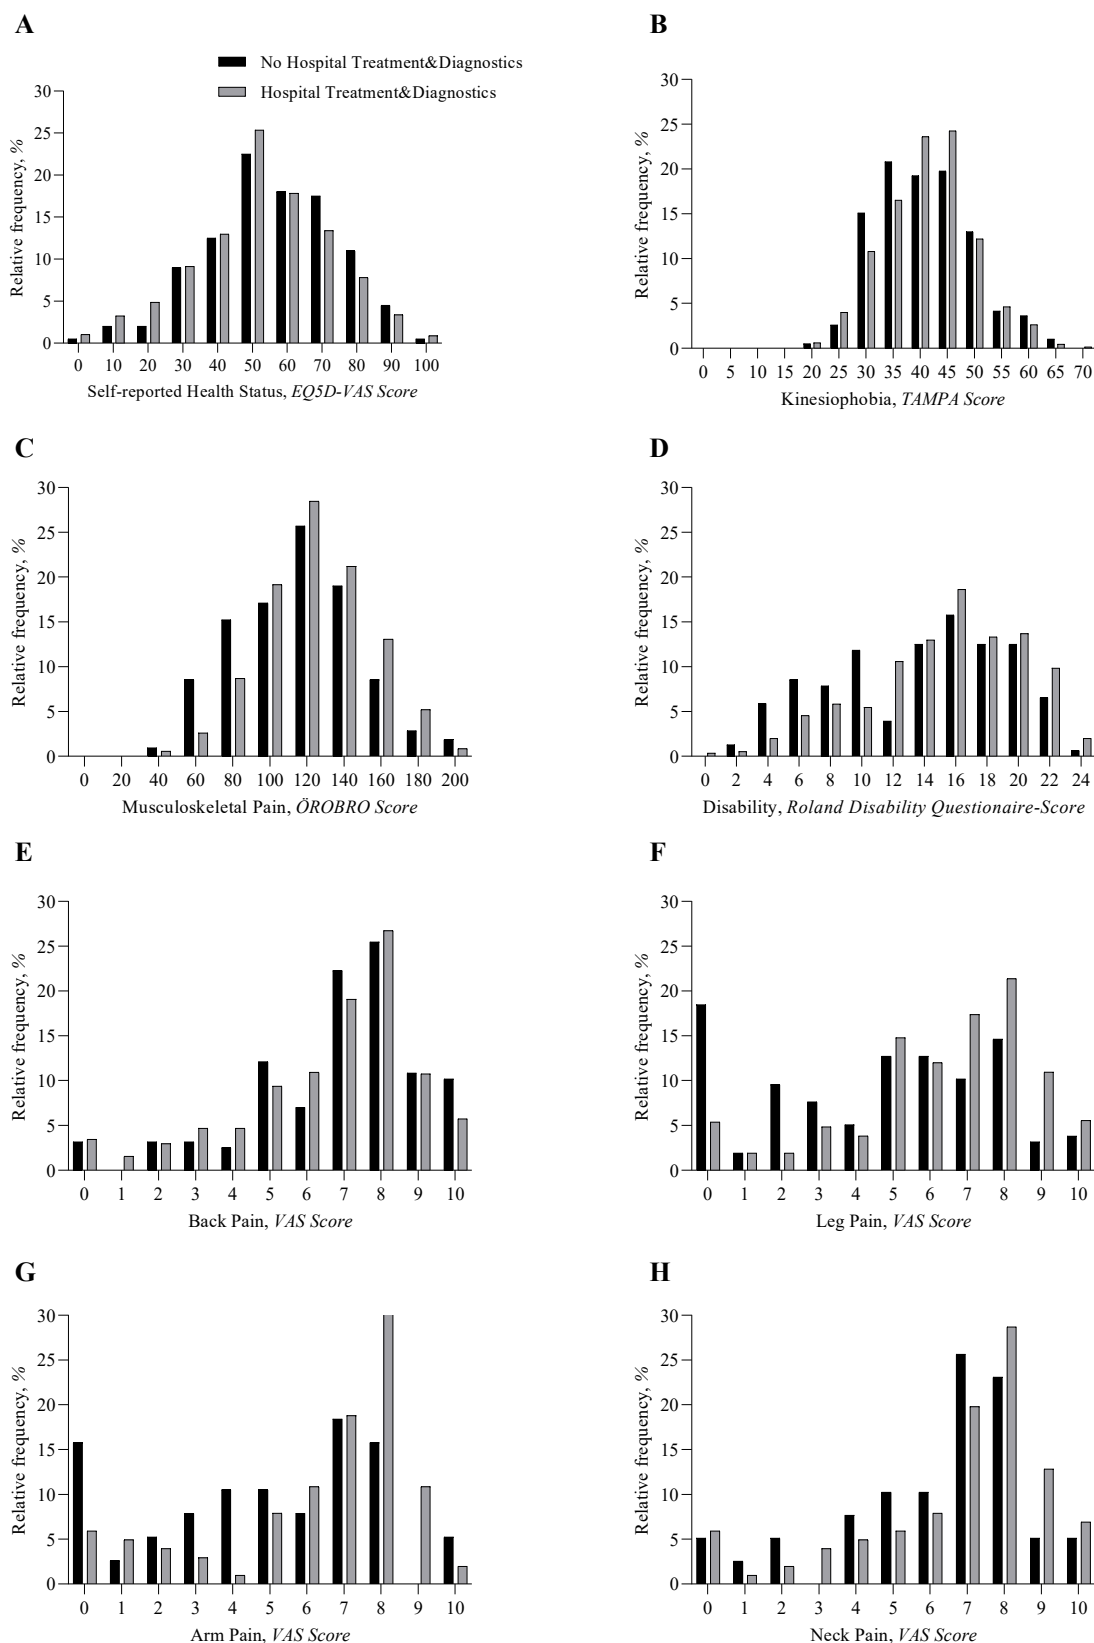 A
No Hospital Treatment&Diagnostics
Hospital Treatment&Diagnostics
30
25
20
15
10
5
0
Relative frequency, %
0 10 20 30 40 50 60 70 80 90 100
Self-reported Health Status, EQ5D-VAS Score
B
30
25
20
15
10
5
0
Relative frequency, %
0 5 10 15 20 25 30 35 40 45 50 55 60 65 70
Kinesiophobia, TAMPA Score
C
30
25
20
15
10
5
0
Relative frequency, %
0 20 40 60 80 100 120 140 160 180 200
Musculoskeletal Pain, ÖROBRO Score
D
30
25
20
15
10
5
0
Relative frequency, %
0 2 4 6 8 10 12 14 16 18 20 22 24
Disability, Roland Disability Questionaire-Score
E
30
25
20
15
10
5
0
Relative frequency, %
0 1 2 3 4 5 6 7 8 9 10
Back Pain, VAS Score
F
30
25
20
15
10
5
0
Relative frequency, %
0 1 2 3 4 5 6 7 8 9 10
Leg Pain, VAS Score
G
30
25
20
15
10
5
0
Relative frequency, %
0 1 2 3 4 5 6 7 8 9 10
Arm Pain, VAS Score
H
30
25
20
15
10
5
0
Relative frequency, %
0 1 2 3 4 5 6 7 8 9 10
Neck Pain, VAS Score